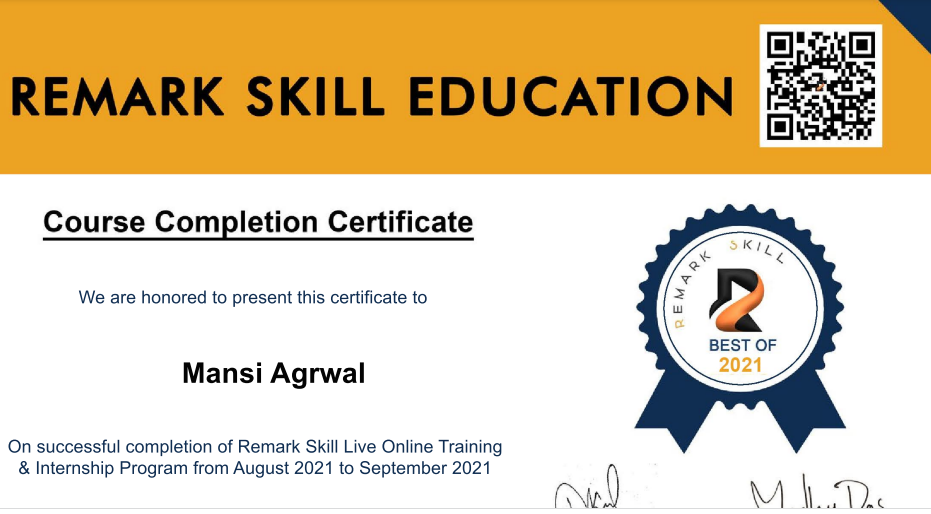 REMARK SKILL EDUCATION
Course Completion Certificate
We are honored to present this certificate to
Mansi Agrwal
On successful completion of Remark Skill Live Online Training
& Internship Program from August 2021 to September 2021
REMARK SKILL
BEST OF
2021